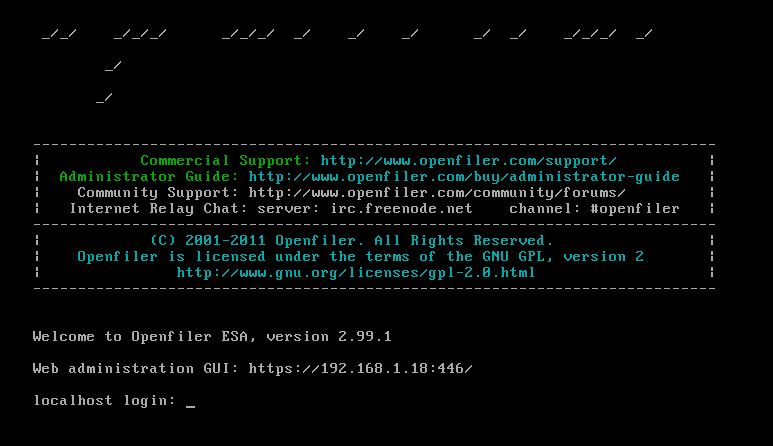 _/_/    _/_/_/      _/_/_/  _/    _/    _/      _/  _/    _/_/_/  _/
_/
_/
-----------------------------------------------------------------------------
| Commercial Support: http://www.openfiler.com/support/ |
| Administrator Guide: http://www.openfiler.com/buy/administrator-guide |
| Community Support: http://www.openfiler.com/community/forums/ |
| Internet Relay Chat: server: irc.freenode.net    channel: #openfiler |
-----------------------------------------------------------------------------
| (C) 2001-2011 Openfiler. All Rights Reserved. |
| Openfiler is licensed under the terms of the GNU GPL, version 2 |
| http://www.gnu.org/licenses/gpl-2.0.html |
-----------------------------------------------------------------------------
Welcome to Openfiler ESA, version 2.99.1
Web administration GUI: https://192.168.1.18:446/
localhost login: _